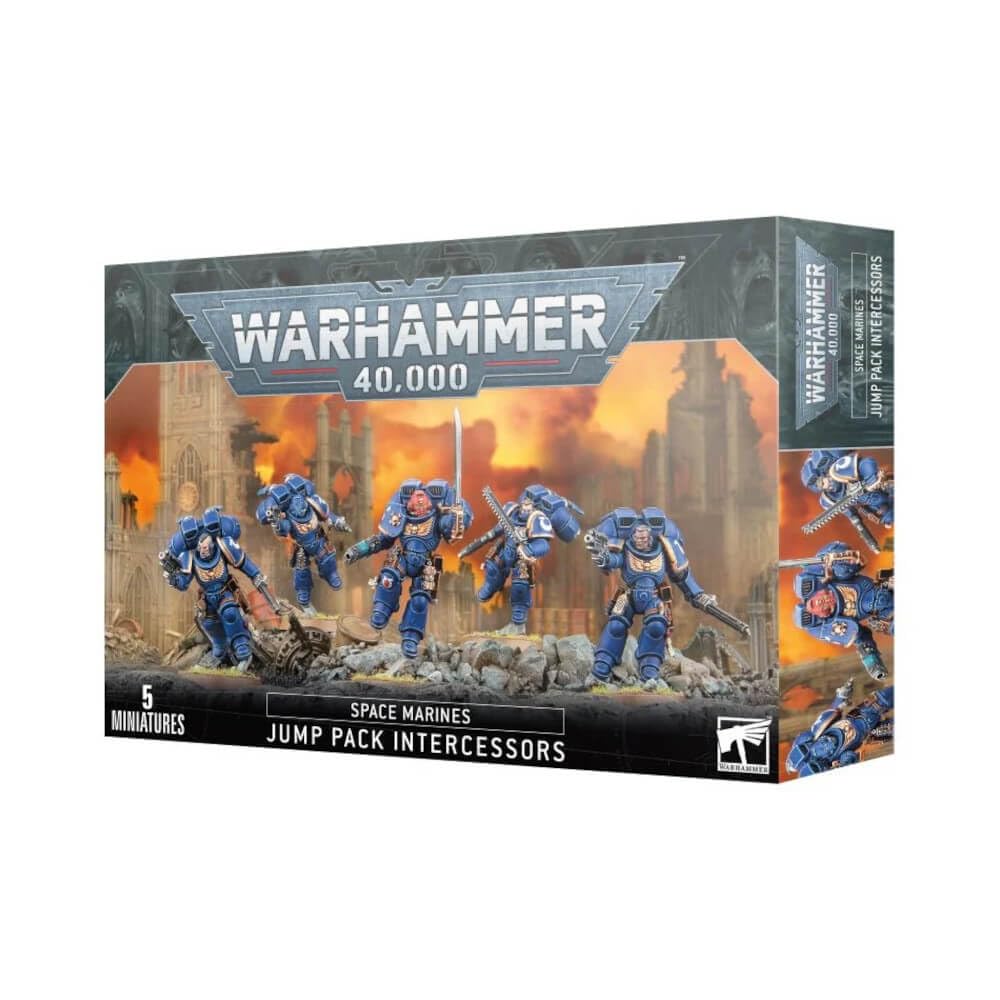 WARHAMMER
40,000
™
5
MINIATURES
SPACE MARINES
JUMP PACK INTERCESSORS
WARHAMMER
WARHAMMER
40,000
SPACE MARINES
JUMP PACK INTERCESSORS